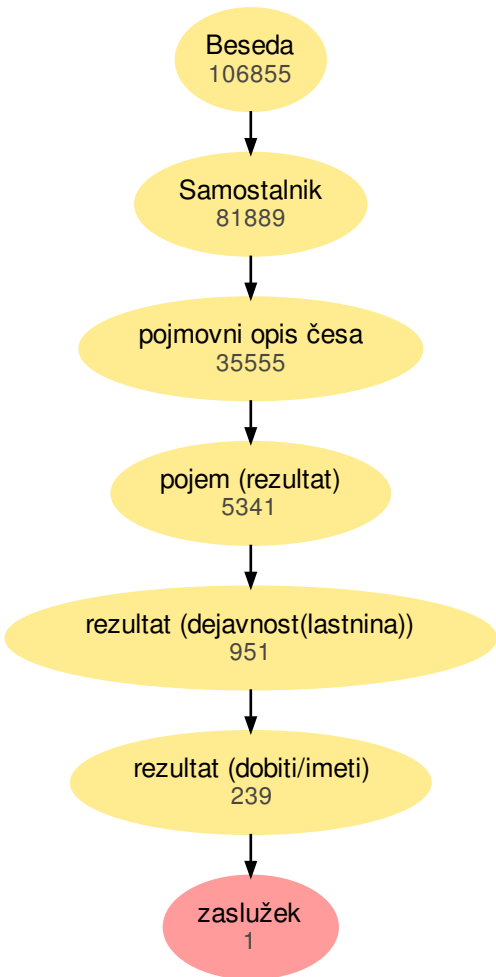 Beseda
106855
Samostalnik
81889
pojmovni opis česa
35555
pojem (rezultat)
5341
rezultat (dejavnost(lastnina))
951
rezultat (dobiti/imeti)
239
zaslužek
1